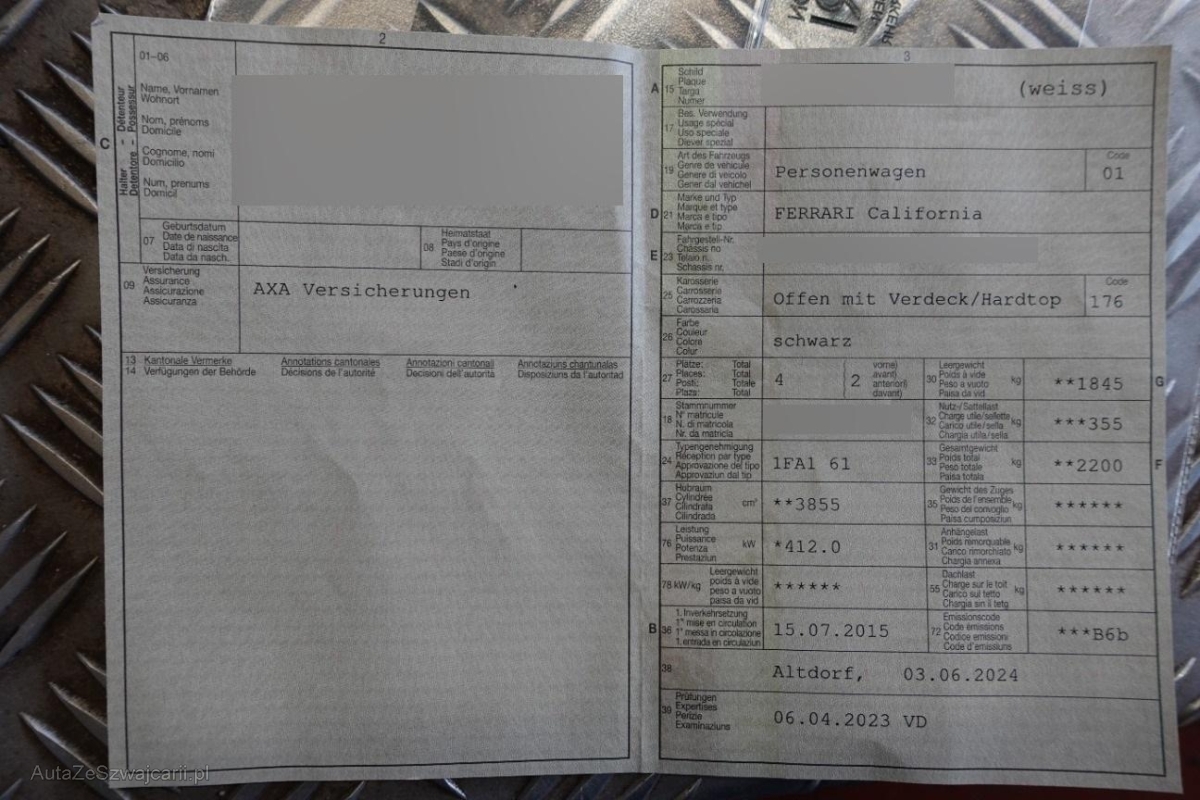 KEHR
EN
2
01–06
Halter - Détenteur
Detentore - Possessur
C
Name, Vornamen
Wohnort
Nom, prénoms
Domicile
Cognome, nomi
Domicilio
Num, prenums
Domicil
07
Geburtsdatum
Date de naissance
Data di nascita
Data da nasch.
08
Heimatstaat
Pays d'origine
Paese d'origine
Stadi d'origin
09
Versicherung
Assurance
Assicurazione
Assicuranza
AXA Versicherungen
13 Kantonale Vermerke Annotations cantonales Annotazioni cantonali Annotaziuns chantunalas
14 Verfügungen der Behörde Décisions de l'autorité Decisioni dell'autorità Disposiziuns da l'autoritad
3
A 15
Schild
Plaque
Targa
Numer
(weiss)
17
Bes. Verwendung
Usage spécial
Uso speciale
Diever spezial
19
Art des Fahrzeugs
Genre de véhicule
Genere di veicolo
Gener dal vehichel
Personenwagen
Code
01
D 21
Marke und Typ
Marque et type
Marca e tipo
Marca e tip
FERRARI California
E 23
Fahrgestell-Nr.
Châssis no
Telaio n.
Schassis nr.
25
Karosserie
Carrosserie
Carrozzeria
Carossaria
Offen mit Verdeck/Hardtop
Code
176
26
Farbe
Couleur
Colore
Colur
schwarz
27
Plätze: Total
Places: Total
Posti: Totale
Plazs: Total
4
(2
vorne)
avant)
anteriori)
davant)
30
Leergewicht
Poids à vide
Peso a vuoto
Paisa da vid
kg
**1845
G
18
Stammnummer
N° matricule
N. di matricola
Nr. da matricla
32
Nutz-/Sattellast
Charge utile/sellette
Carico utile/sella
Chargia utila/sella
kg
***355
24
Typengenehmigung
Réception par type
Approvazione del tipo
Approvaziun dal tip
1FA1 61
33
Gesamtgewicht
Poids total
Peso totale
Paisa totala
kg
**2200
F
37
Hubraum
Cylindrée
Cilindrata
Cilindrada
cm³
**3855
35
Gewicht des Zuges
Poids de l'ensemble
Peso del convoglio
Paisa cumposiziun
kg
******
76
Leistung
Puissance
Potenza
Prestaziun
kW
*412.0
31
Anhängelast
Poids remorquable
Carico rimorchiato
Chargia annexa
kg
******
78 kW/kg
Leergewicht
poids à vide
peso a vuoto
paisa da vid
******
55
Dachlast
Charge sur le toit
Carico sul tetto
Chargia sin il tetg
kg
******
B 36
1. Inverkehrsetzung
1re mise en circulation
1a messa in circolazione
1. entrada en circulaziun
15.07.2015
72
Emissionscode
Code émissions
Codice emissioni
Code d'emissiuns
***B6b
38
Altdorf, 03.06.2024
39
Prüfungen
Expertises
Perizie
Examinaziuns
06.04.2023 VD
AutaZeSzwajcarii.pl